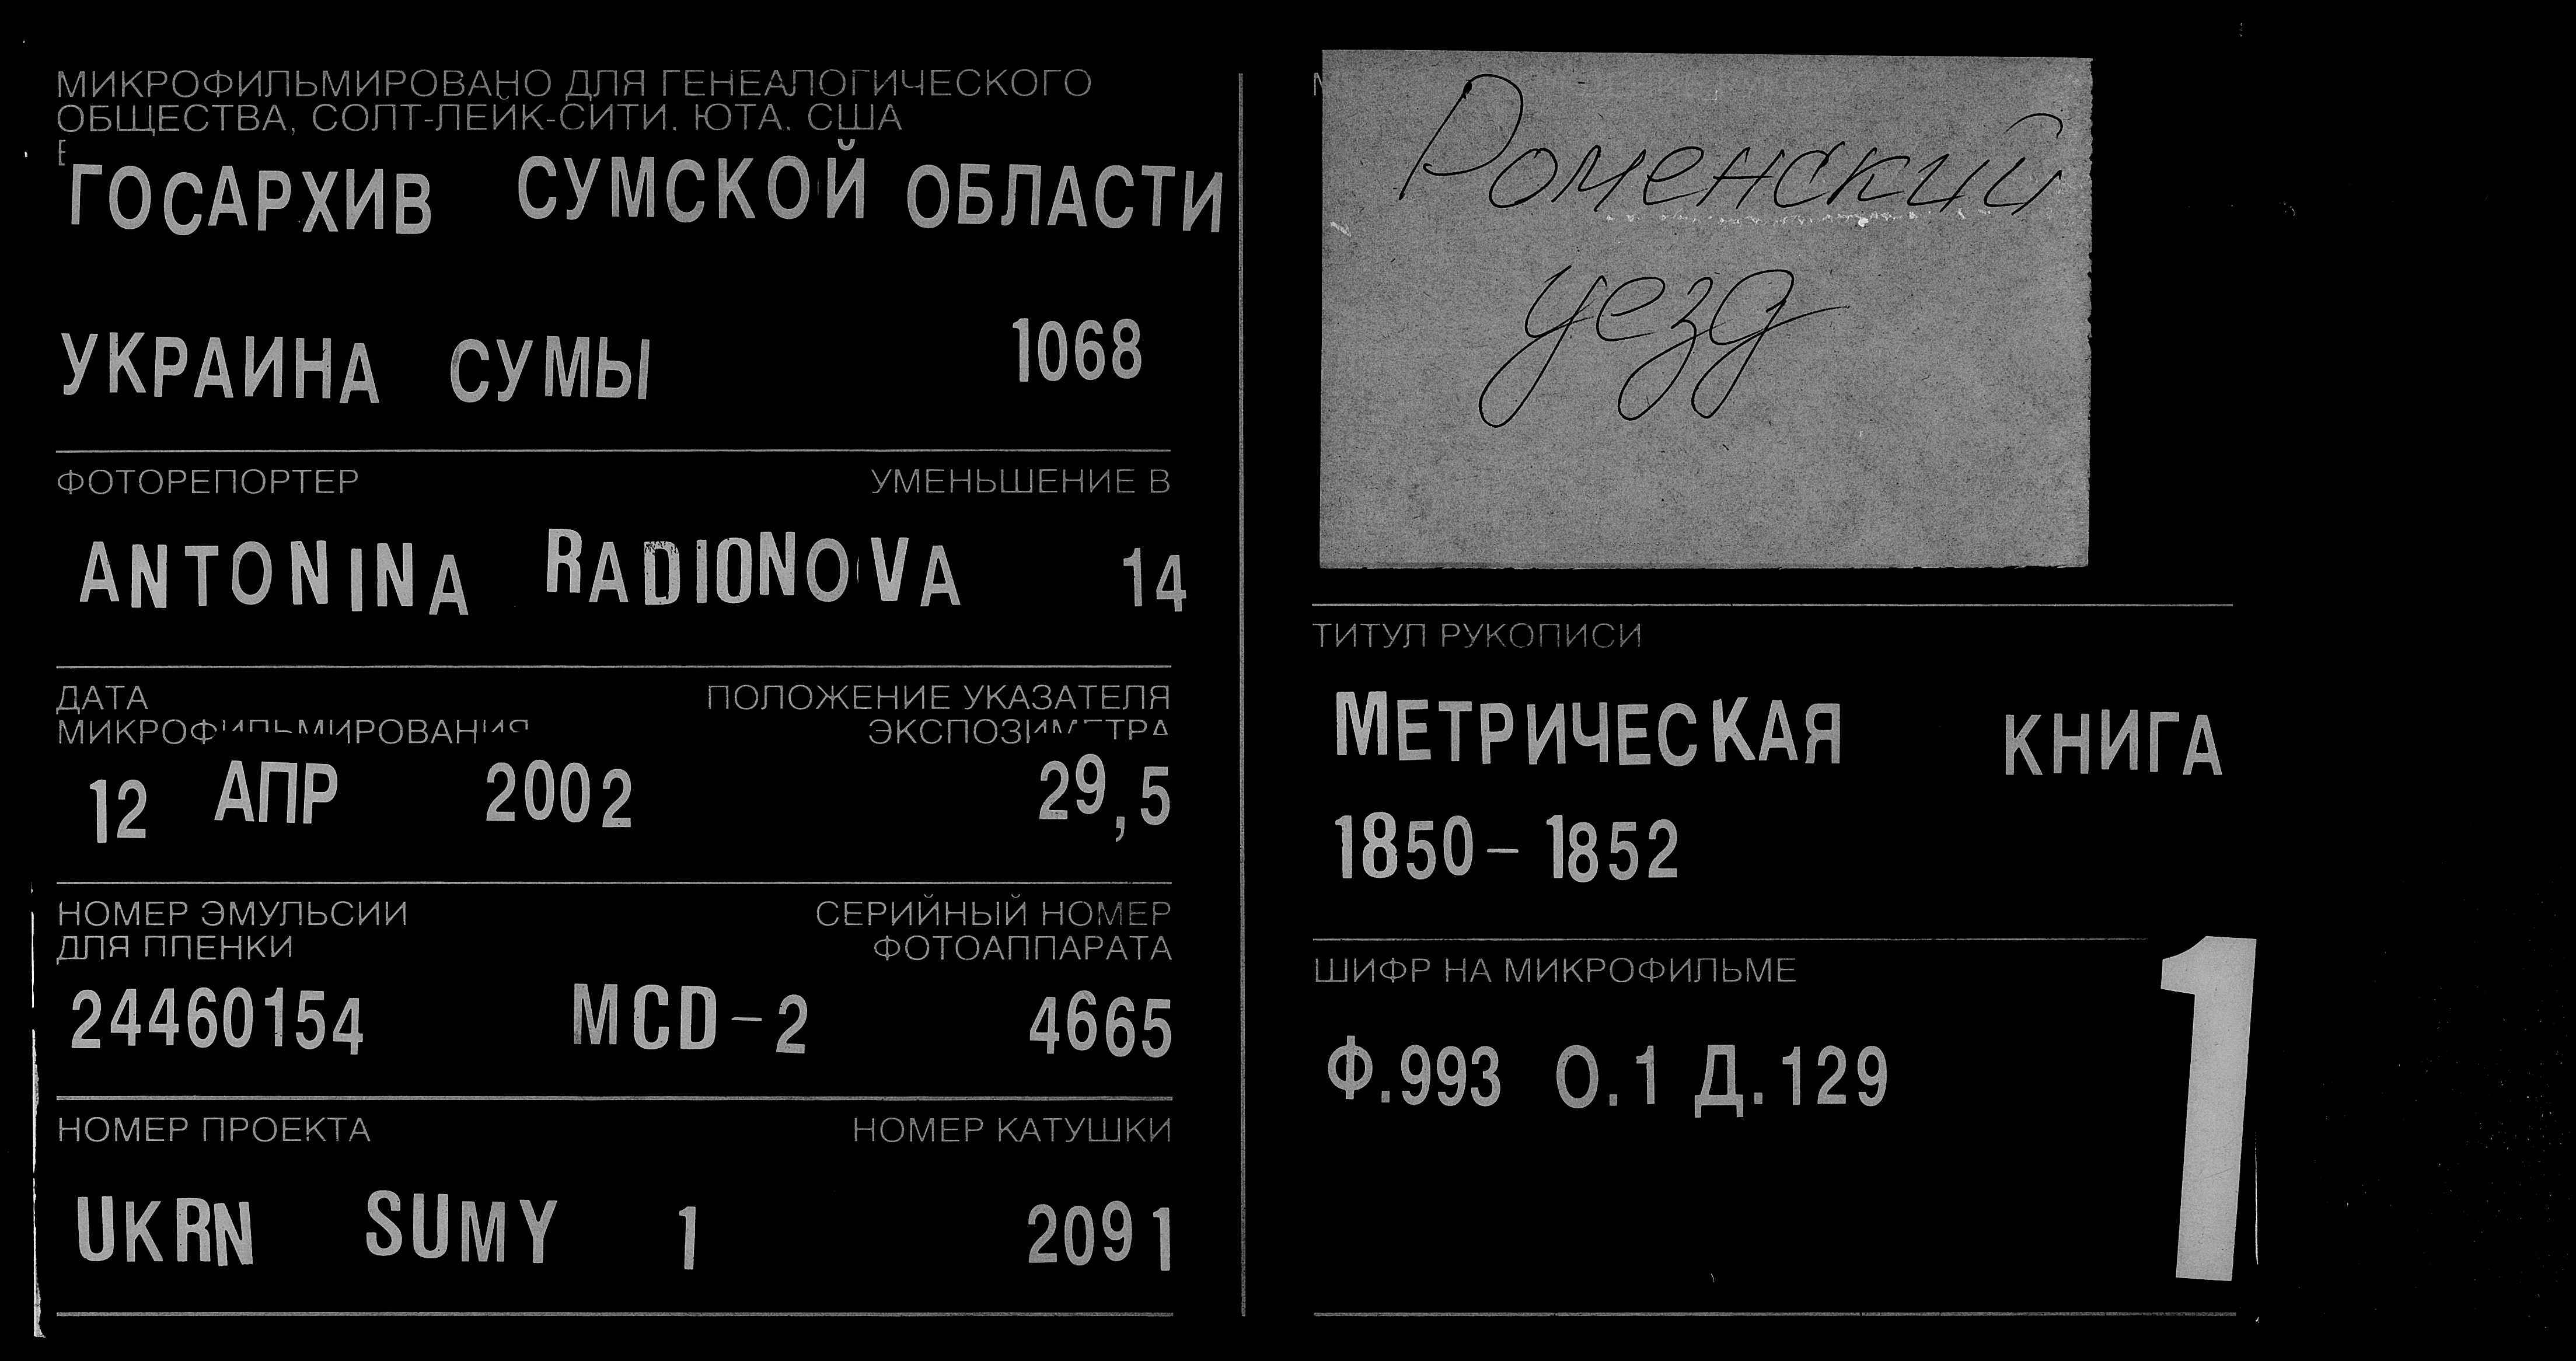 МИКРОФИЛЬМИРОВАНО ДЛЯ ГЕНЕАЛОГИЧЕСКОГО
ОБЩЕСТВА, СОЛТ-ЛЕЙК-СИТИ. ЮТА. США
ГОСАРХИВ СУМСКОЙ ОБЛАСТИ
УКРАИНА СУМЫ 1068
ФОТОРЕПОРТЕР УМЕНЬШЕНИЕ В
ANTONINA RADIONOVA 14
ДАТА ПОЛОЖЕНИЕ УКАЗАТЕЛЯ
МИКРОФИЛЬМИРОВАНИЯ ЭКСПОЗИМЕТРА
12 АПР 2002 29,5
НОМЕР ЭМУЛЬСИИ СЕРИЙНЫЙ НОМЕР
ДЛЯ ПЛЕНКИ ФОТОАППАРАТА
24460154 MCD-2 4665
НОМЕР ПРОЕКТА НОМЕР КАТУШКИ
UKRN SUMY 1 2091
Роменский
уезд
ТИТУЛ РУКОПИСИ
МЕТРИЧЕСКАЯ КНИГА
1850-1852
ШИФР НА МИКРОФИЛЬМЕ
Ф.993 О.1 Д.129
1